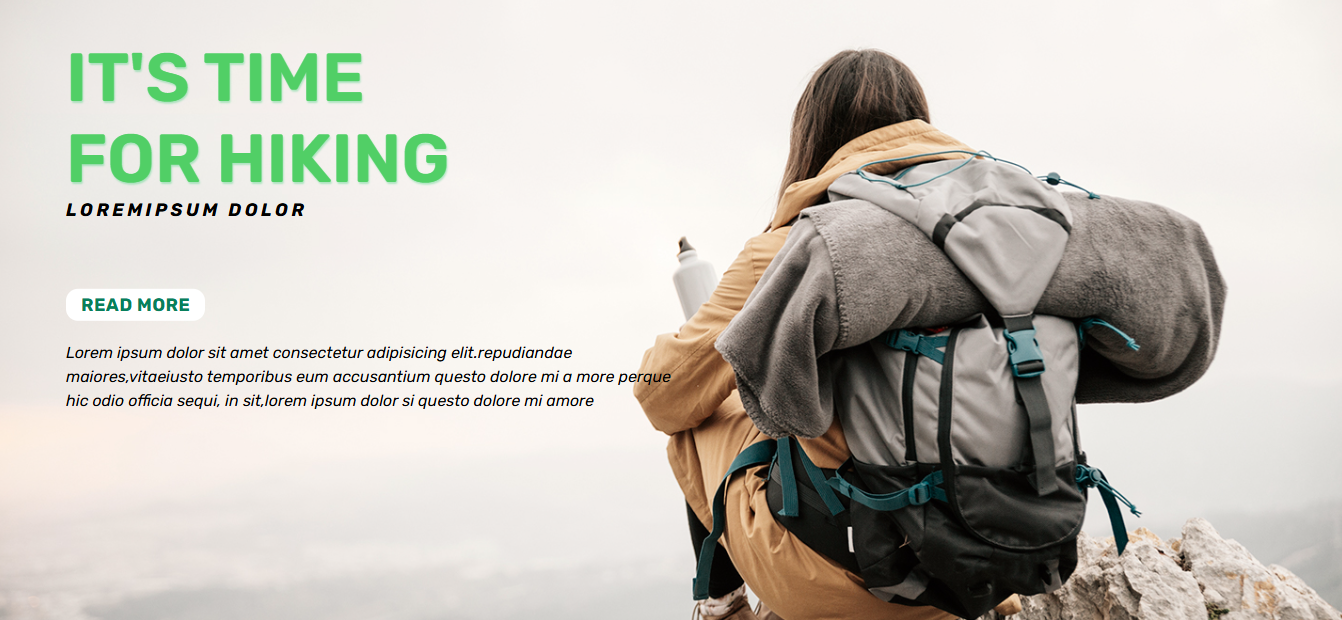 IT'S TIME
FOR HIKING
LOREMIPSUM DOLOR
READ MORE
Lorem ipsum dolor sit amet consectetur adipisicing elit.repudiandae
maiores,vitaeiusto temporibus eum accusantium questo dolore mi a more perque
hic odio officia sequi, in sit,lorem ipsum dolor si questo dolore mi amore